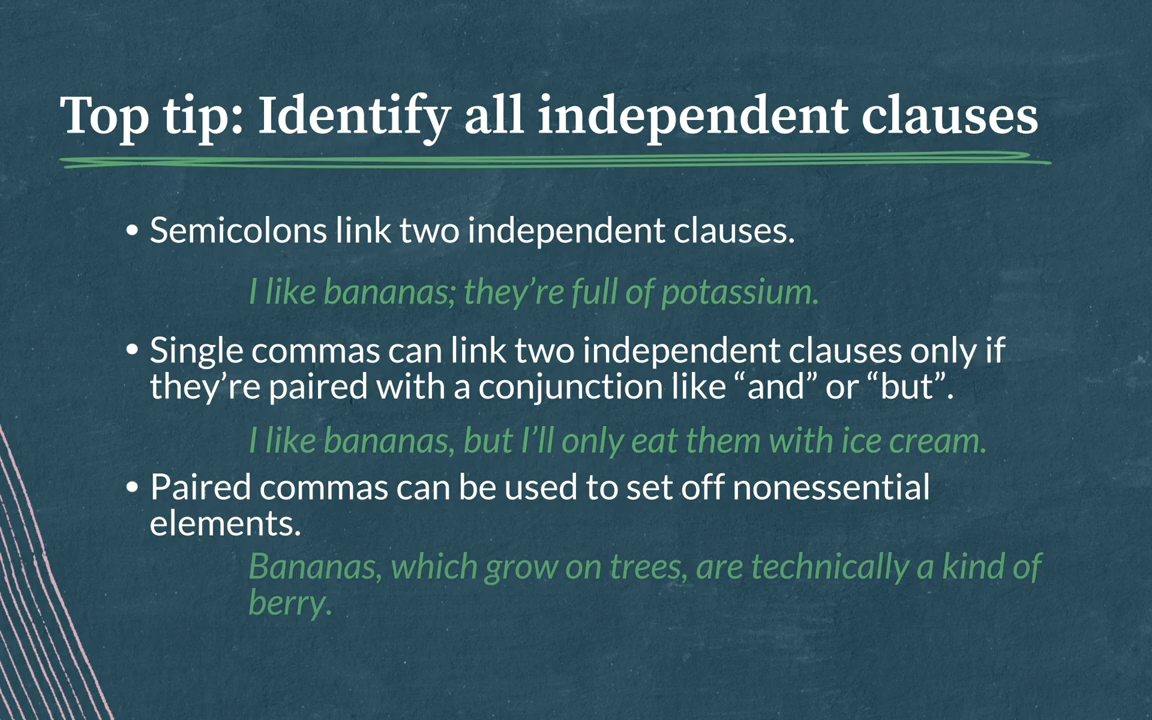 Top tip: Identify all independent clauses
• Semicolons link two independent clauses.
I like bananas; they’re full of potassium.
• Single commas can link two independent clauses only if
they’re paired with a conjunction like “and” or “but”.
I like bananas, but I’ll only eat them with ice cream.
• Paired commas can be used to set off nonessential
elements.
Bananas, which grow on trees, are technically a kind of
berry.